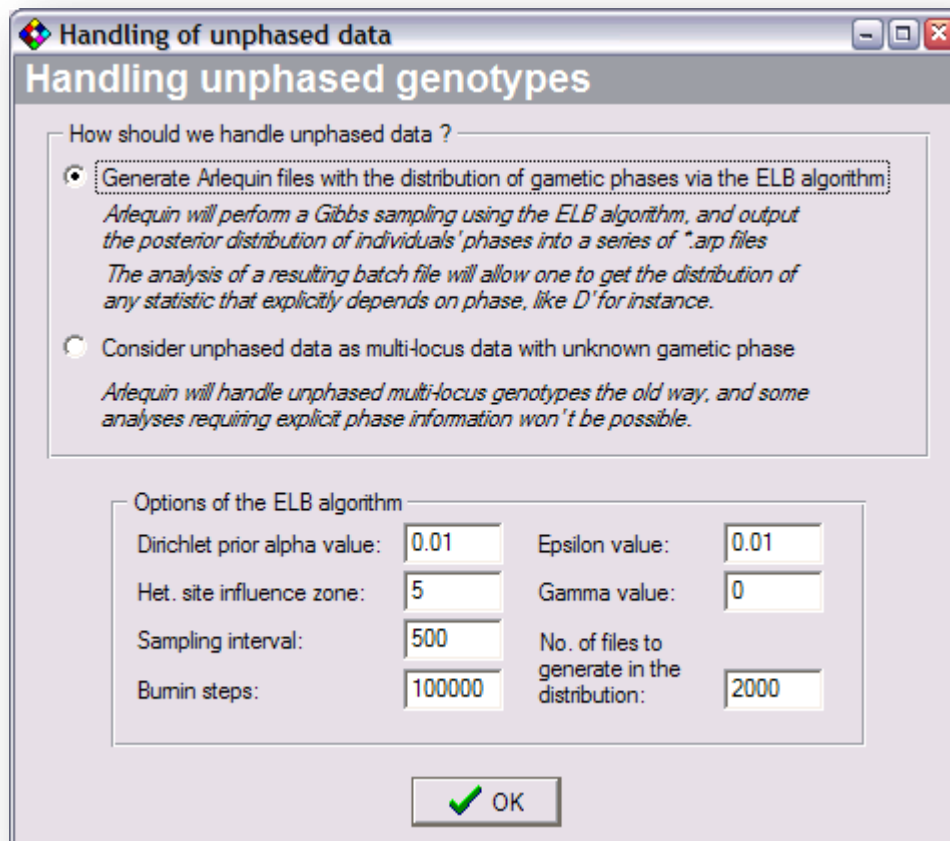 Handling of unphased data
Handling unphased genotypes
How should we handle unphased data ?
Generate Arlequin files with the distribution of gametic phases via the ELB algorithm
Arlequin will perform a Gibbs sampling using the ELB algorithm, and output
the posterior distribution of individuals' phases into a series of *.arp files
The analysis of a resulting batch file will allow one to get the distribution of
any statistic that explicitly depends on phase, like D' for instance.
Consider unphased data as multi-locus data with unknown gametic phase
Arlequin will handle unphased multi-locus genotypes the old way, and some
analyses requiring explicit phase information won't be possible.
Options of the ELB algorithm
Dirichlet prior alpha value: 0.01
Epsilon value: 0.01
Het. site influence zone: 5
Gamma value: 0
Sampling interval: 500
Burnin steps: 100000
No. of files to
generate in the
distribution: 2000
OK